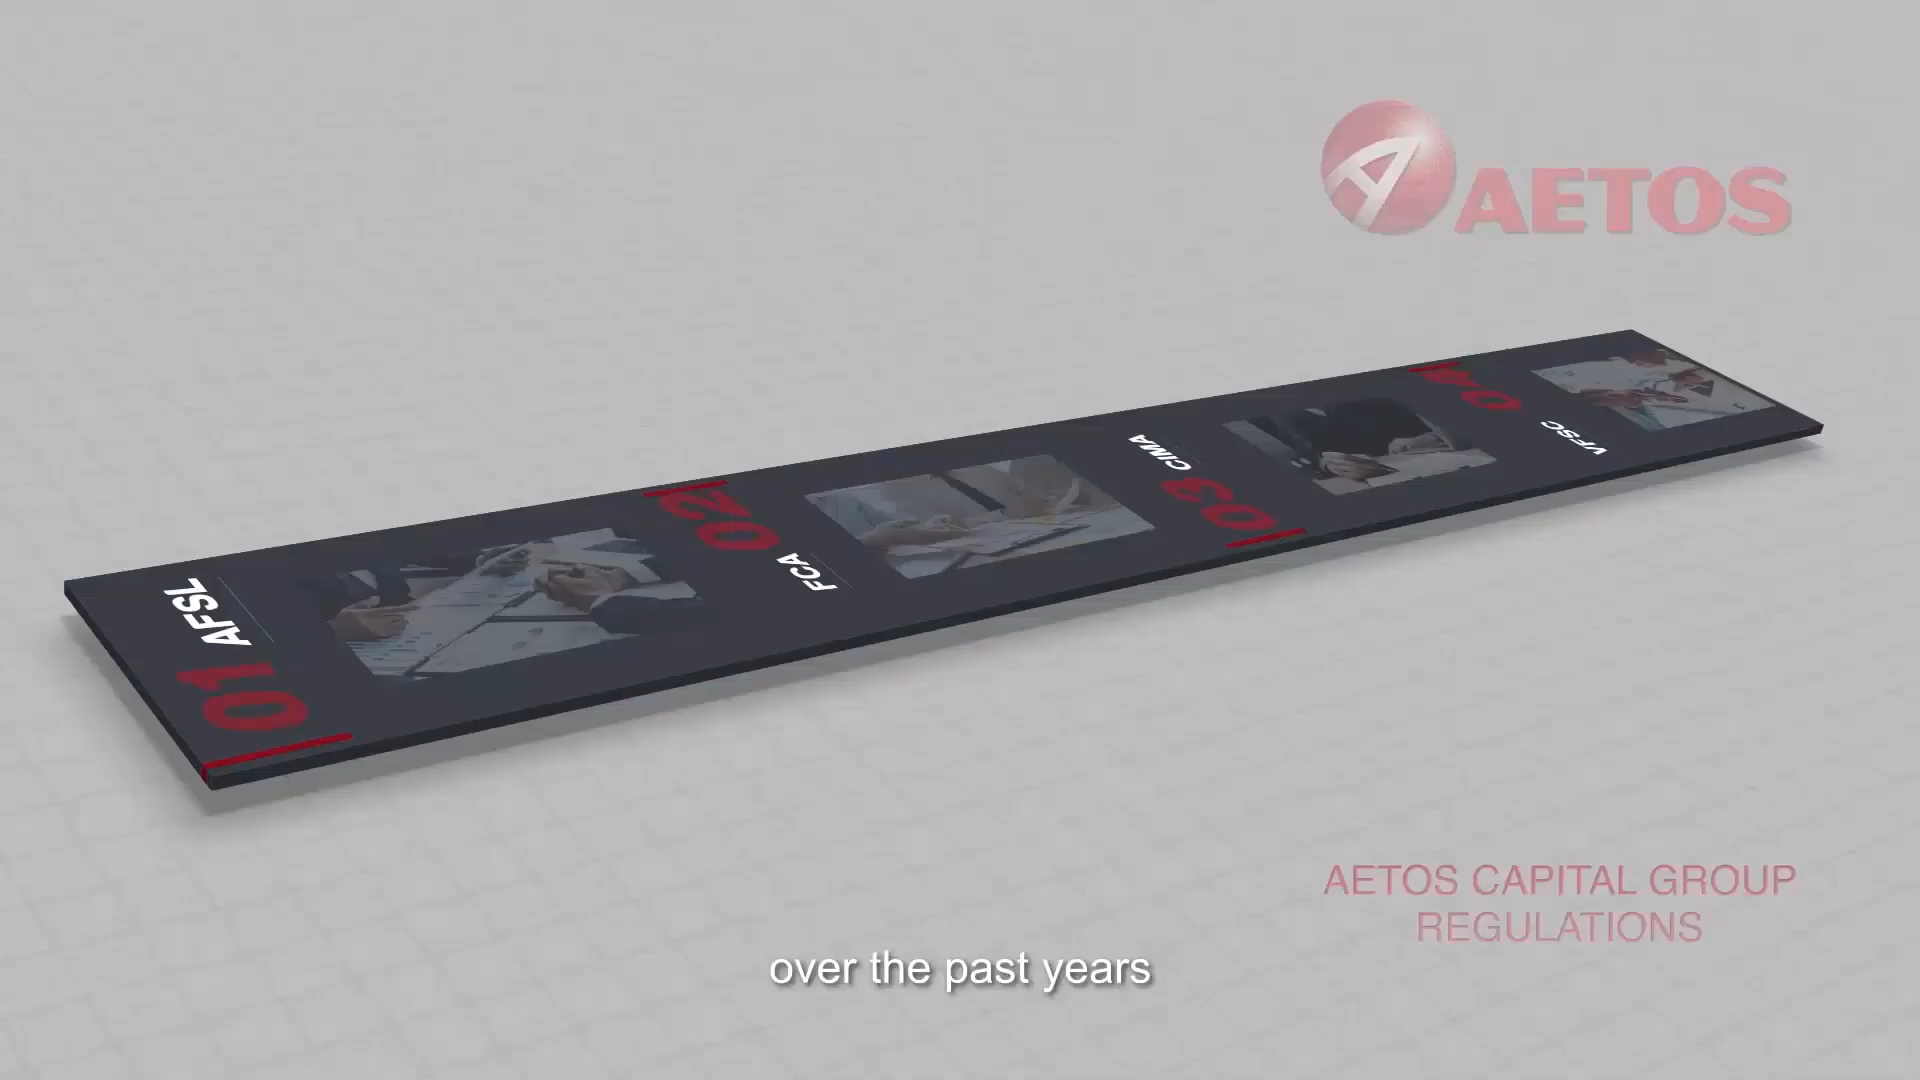 AETOS
01
AFSL
02
FCA
03
CIMA
04
VFSC
AETOS CAPITAL GROUP
REGULATIONS
over the past years